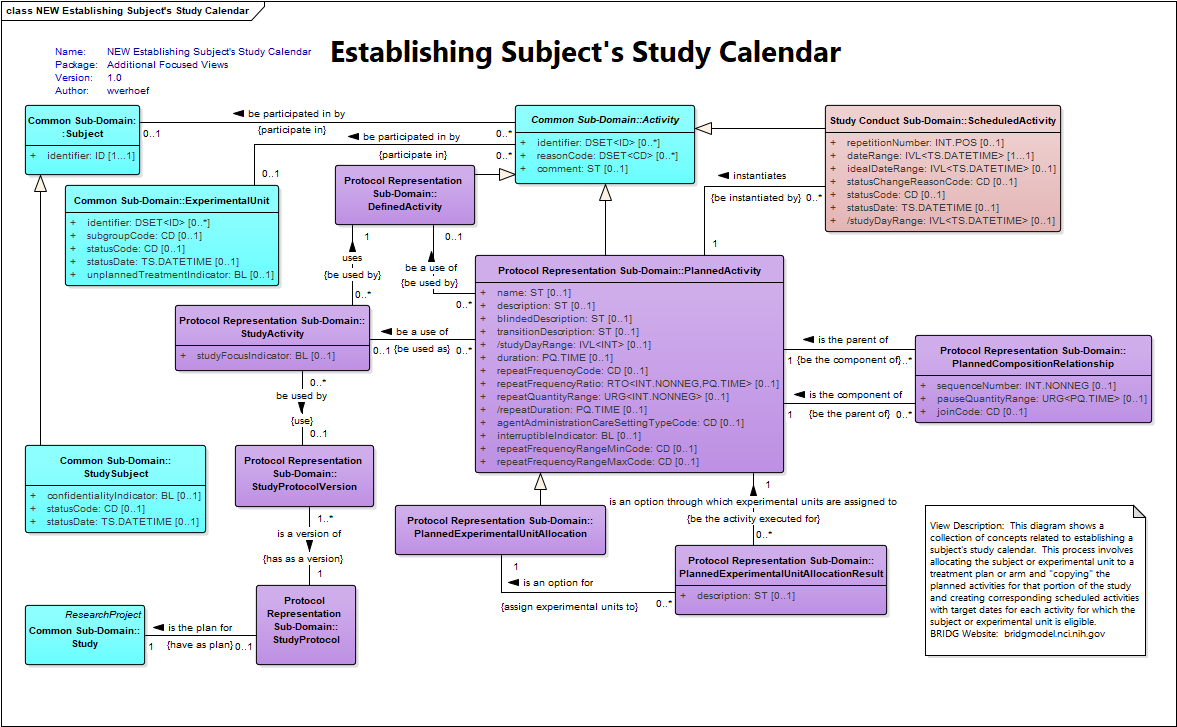 class NEW Establishing Subject's Study Calendar
Establishing Subject's Study Calendar
Name: NEW Establishing Subject's Study Calendar
Package: Additional Focused Views
Version: 1.0
Author: wverhoef
Common Sub-Domain:
:Subject
+ identifier: ID [1...1]
0..1
be participated in by
{participate in}
0..*
be participated in by
{participate in}
0..*
0..1
Common Sub-Domain::Activity
+ identifier: DSET<ID> [0..*]
+ reasonCode: DSET<CD> [0..*]
+ comment: ST [0..1]
Study Conduct Sub-Domain::ScheduledActivity
+ repetitionNumber: INT.POS [0..1]
+ dateRange: IVL<TS.DATETIME> [1...1]
+ idealDateRange: IVL<TS.DATETIME> [0..1]
+ statusChangeReasonCode: CD [0..1]
+ statusCode: CD [0..1]
+ statusDate: TS.DATETIME [0..1]
+ /studyDayRange: IVL<TS.DATETIME> [0..1]
instantiates
{be instantiated by}
0..*
1
Common Sub-Domain::ExperimentalUnit
+ identifier: DSET<ID> [0..*]
+ subgroupCode: CD [0..1]
+ statusCode: CD [0..1]
+ statusDate: TS.DATETIME [0..1]
+ unplannedTreatmentIndicator: BL [0..1]
Protocol Representation
Sub-Domain::
DefinedActivity
1
uses
{be used by}
0..*
0..1
be a use of
{be used by}
0..*
Protocol Representation Sub-Domain::PlannedActivity
+ name: ST [0..1]
+ description: ST [0..1]
+ blindedDescription: ST [0..1]
+ transitionDescription: ST [0..1]
+ /studyDayRange: IVL<INT> [0..1]
+ duration: PQ.TIME [0..1]
+ repeatFrequencyCode: CD [0..1]
+ repeatFrequencyRatio: RTO<INT.NONNEG,PQ.TIME> [0..1]
+ repeatQuantityRange: URG<INT.NONNEG> [0..1]
+ /repeatDuration: PQ.TIME [0..1]
+ agentAdministrationCareSettingTypeCode: CD [0..1]
+ interruptibleIndicator: BL [0..1]
+ repeatFrequencyRangeMinCode: CD [0..1]
+ repeatFrequencyRangeMaxCode: CD [0..1]
Protocol Representation Sub-Domain::
StudyActivity
+ studyFocusIndicator: BL [0..1]
be a use of
0..1 {be used as} 0..*
is the parent of
1 {be the component of}..*
is the component of
1 {be the parent of} 0..*
Protocol Representation Sub-Domain::
PlannedCompositionRelationship
+ sequenceNumber: INT.NONNEG [0..1]
+ pauseQuantityRange: URG<PQ.TIME> [0..1]
+ joinCode: CD [0..1]
0..*
be used by
{use}
0..1
Common Sub-Domain::
StudySubject
+ confidentialityIndicator: BL [0..1]
+ statusCode: CD [0..1]
+ statusDate: TS.DATETIME [0..1]
Protocol Representation
Sub-Domain::
StudyProtocolVersion
1..*
is a version of
{has as a version}
1
Protocol Representation Sub-Domain::
PlannedExperimentalUnitAllocation
1
is an option through which experimental units are assigned to
{be the activity executed for}
0..*
Protocol Representation Sub-Domain::
PlannedExperimentalUnitAllocationResult
+ description: ST [0..1]
1
is an option for
{assign experimental units to}
0..*
ResearchProject
Common Sub-Domain::
Study
is the plan for
1 {have as plan} 0..1
Protocol
Representation
Sub-Domain::
StudyProtocol
View Description: This diagram shows a
collection of concepts related to establishing a
subject's study calendar. This process involves
allocating the subject or experimental unit to a
treatment plan or arm and "copying" the
planned activities for that portion of the study
and creating corresponding scheduled activities
with target dates for each activity for which the
subject or experimental unit is eligible.
BRIDG Website: bridgmodel.nci.nih.gov